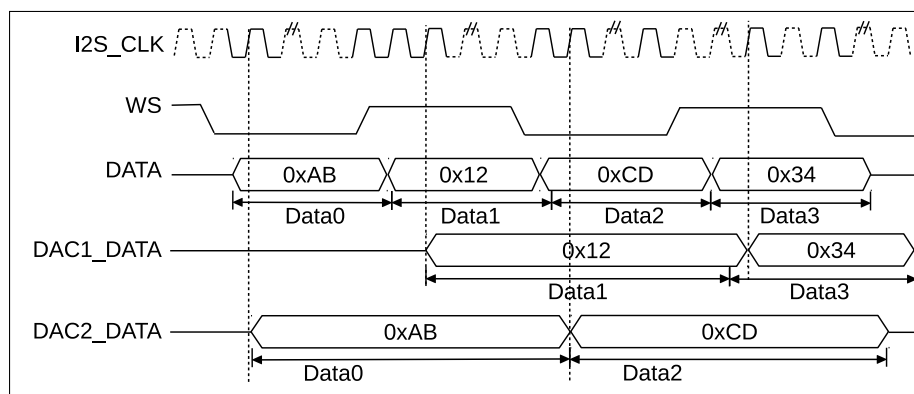 I2S_CLK
WS
DATA 0xAB 0x12 0xCD 0x34
Data0 Data1 Data2 Data3
DAC1_DATA 0x12 0x34
Data1 Data3
DAC2_DATA 0xAB 0xCD
Data0 Data2